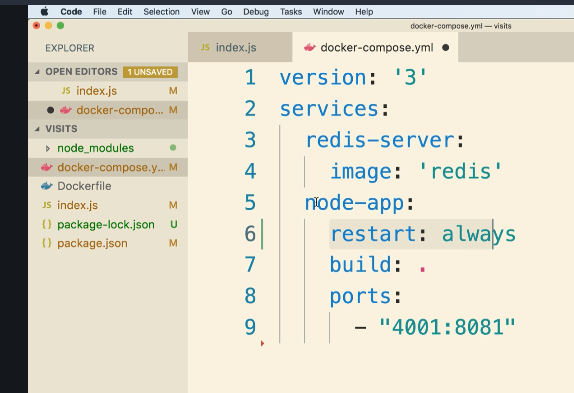 Code File Edit Selection View Go Debug Tasks Window Help
docker-compose.yml — visits
EXPLORER
OPEN EDITORS 1 UNSAVED
JS index.js M
docker-compo... M
VISITS
node_modules
docker-compose.y... M
Dockerfile
JS index.js M
{ } package-lock.json U
{ } package.json M
JS index.js
docker-compose.yml
1 version: '3'
2 services:
3 redis-server:
4 image: 'redis'
5 node-app:
6 restart: always
7 build: .
8 ports:
9 - "4001:8081"